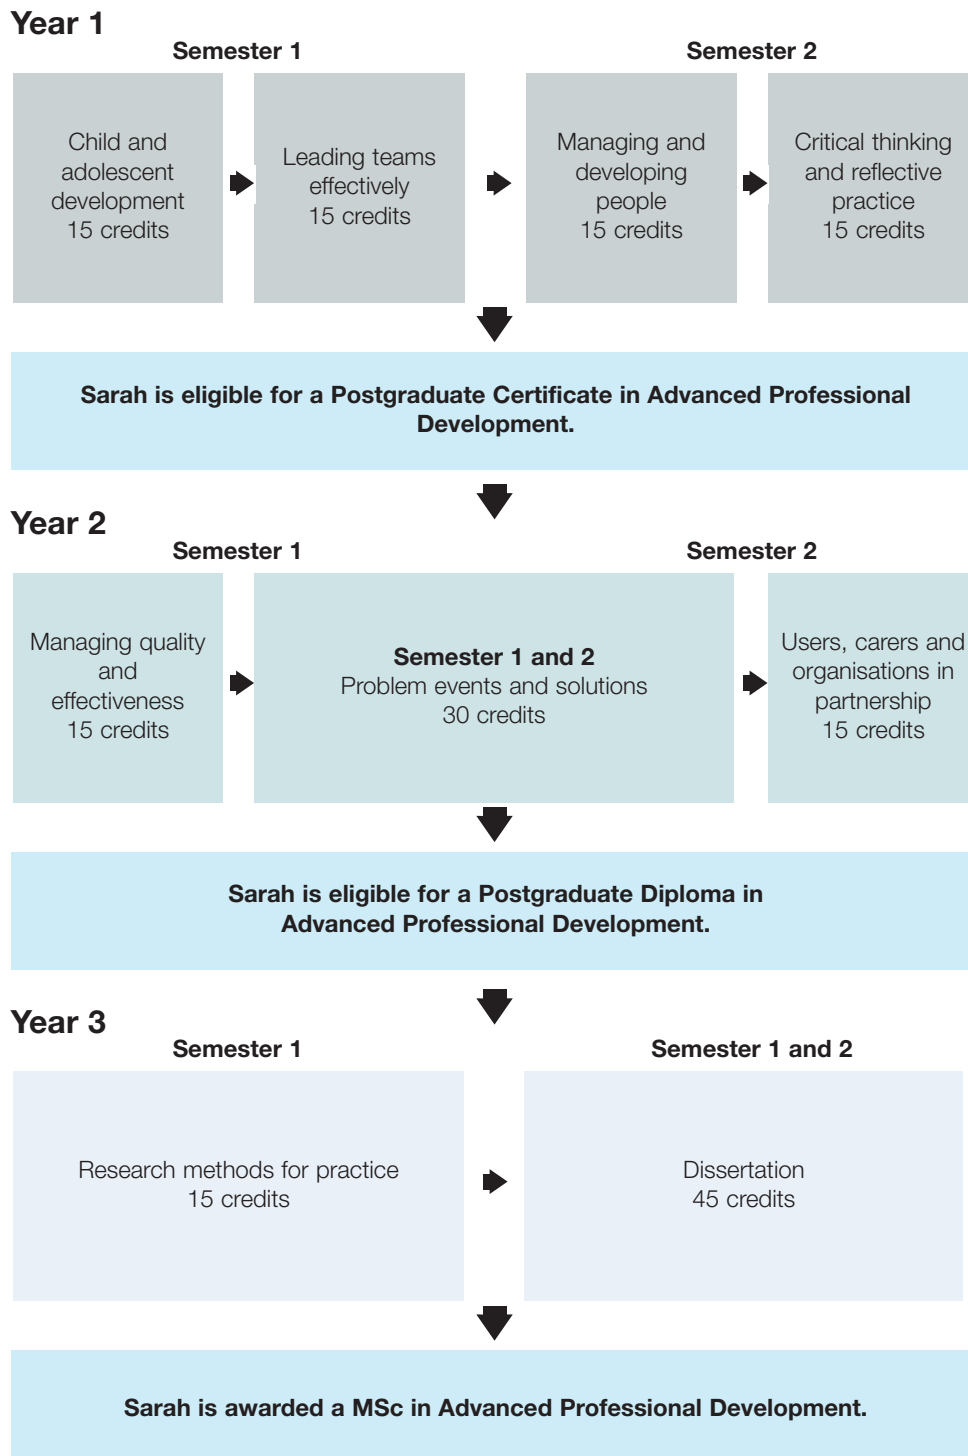 Year 1
Semester 1
Semester 2
Child and
adolescent
development
15 credits
Leading teams
effectively
15 credits
Managing and
developing
people
15 credits
Critical thinking
and reflective
practice
15 credits
Sarah is eligible for a Postgraduate Certificate in Advanced Professional
Development.
Year 2
Semester 1
Semester 2
Managing quality
and
effectiveness
15 credits
Semester 1 and 2
Problem events and solutions
30 credits
Users, carers and
organisations in
partnership
15 credits
Sarah is eligible for a Postgraduate Diploma in
Advanced Professional Development.
Year 3
Semester 1
Semester 1 and 2
Research methods for practice
15 credits
Dissertation
45 credits
Sarah is awarded a MSc in Advanced Professional Development.